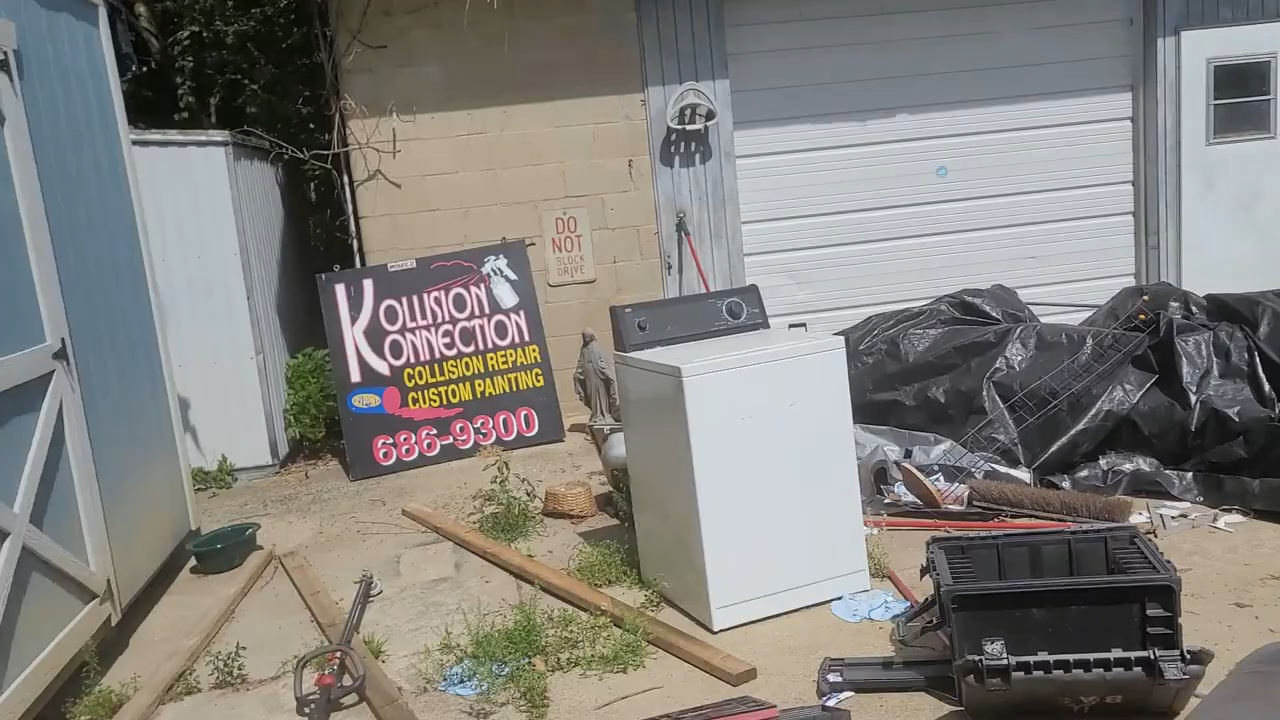 KOLLISION
KONNECTION
COLLISION REPAIR
CUSTOM PAINTING
686-9300
DO
NOT
BLOCK
DRIVE